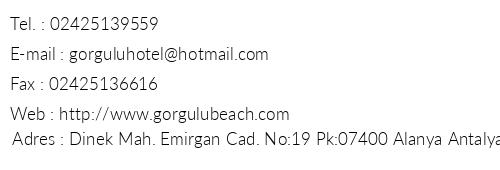 Tel. : 02425139559
E-mail : gorguluhotel@hotmail.com
Fax : 02425136616
Web : http://www.gorgulubeach.com
Adres : Dinek Mah. Emirgan Cad. No:19 Pk:07400 Alanya Antalya